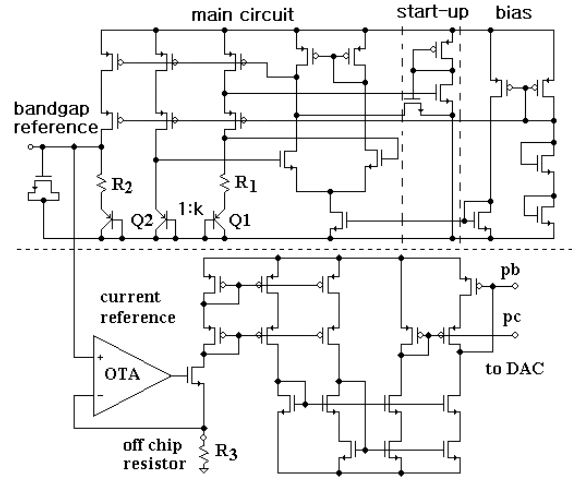 main circuit
start-up
bias
bandgap
reference
R2
Q2
1:k
R1
Q1
current
reference
+
OTA
−
off chip
resistor
R3
pb
pc
to DAC